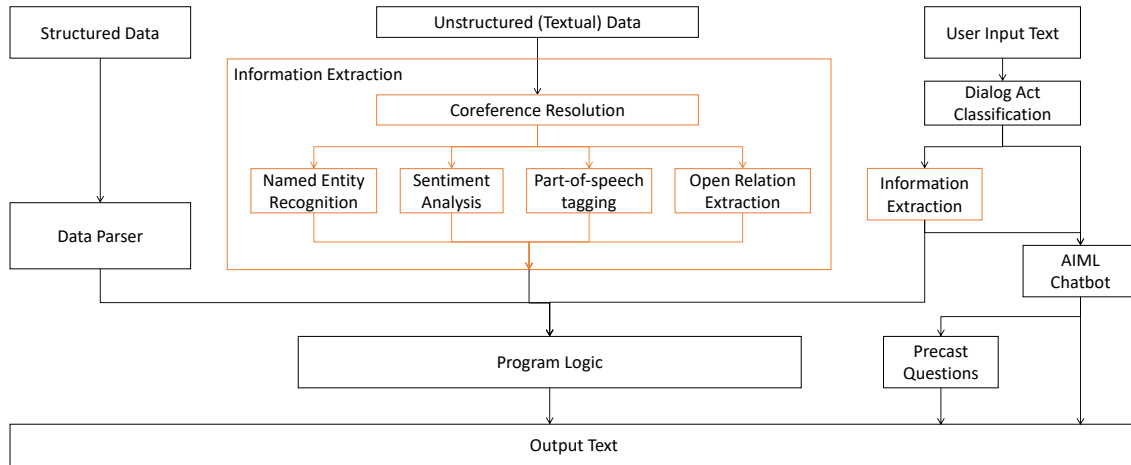 Structured Data
Unstructured (Textual) Data
User Input Text
Information Extraction
Dialog Act
Classification
Coreference Resolution
Named Entity
Recognition
Sentiment
Analysis
Part-of-speech
tagging
Open Relation
Extraction
Information
Extraction
Data Parser
AIML
Chatbot
Program Logic
Precast
Questions
Output Text